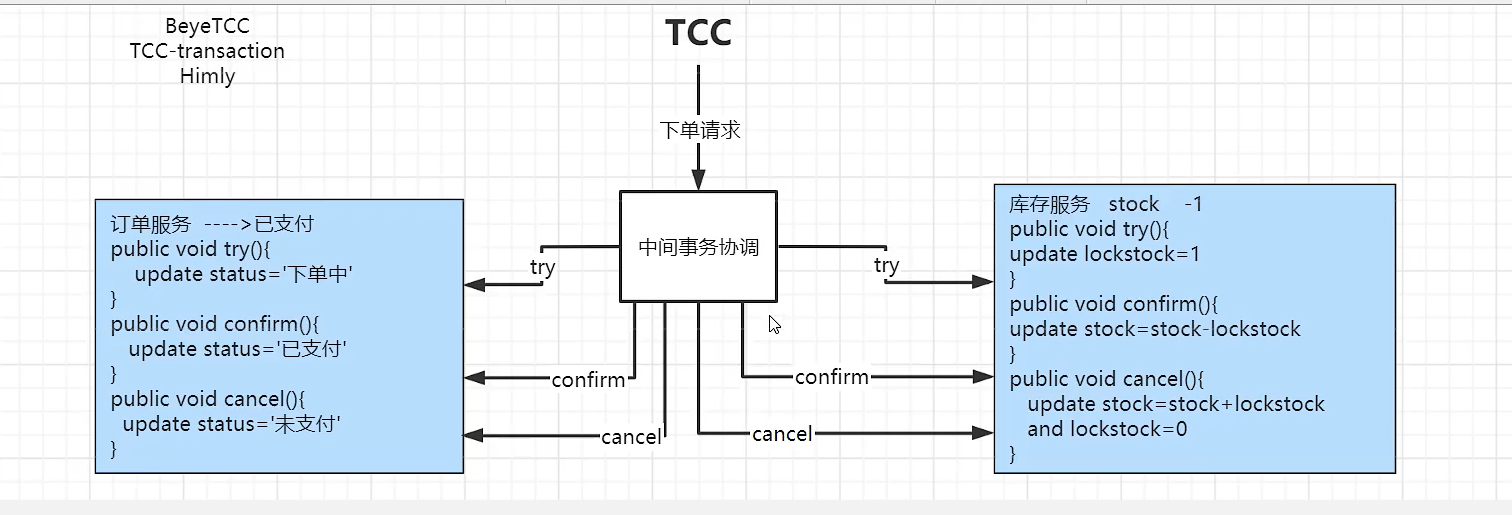 BeyeTCC
TCC-transaction
Himly
TCC
下单请求
中间事务协调
try
try
confirm
confirm
cancel
cancel
订单服务 ---->已支付
public void try(){
update status='下单中'
}
public void confirm(){
update status='已支付'
}
public void cancel(){
update status='未支付'
}
库存服务 stock -1
public void try(){
update lockstock=1
}
public void confirm(){
update stock=stock-lockstock
}
public void cancel(){
update stock=stock+lockstock
and lockstock=0
}